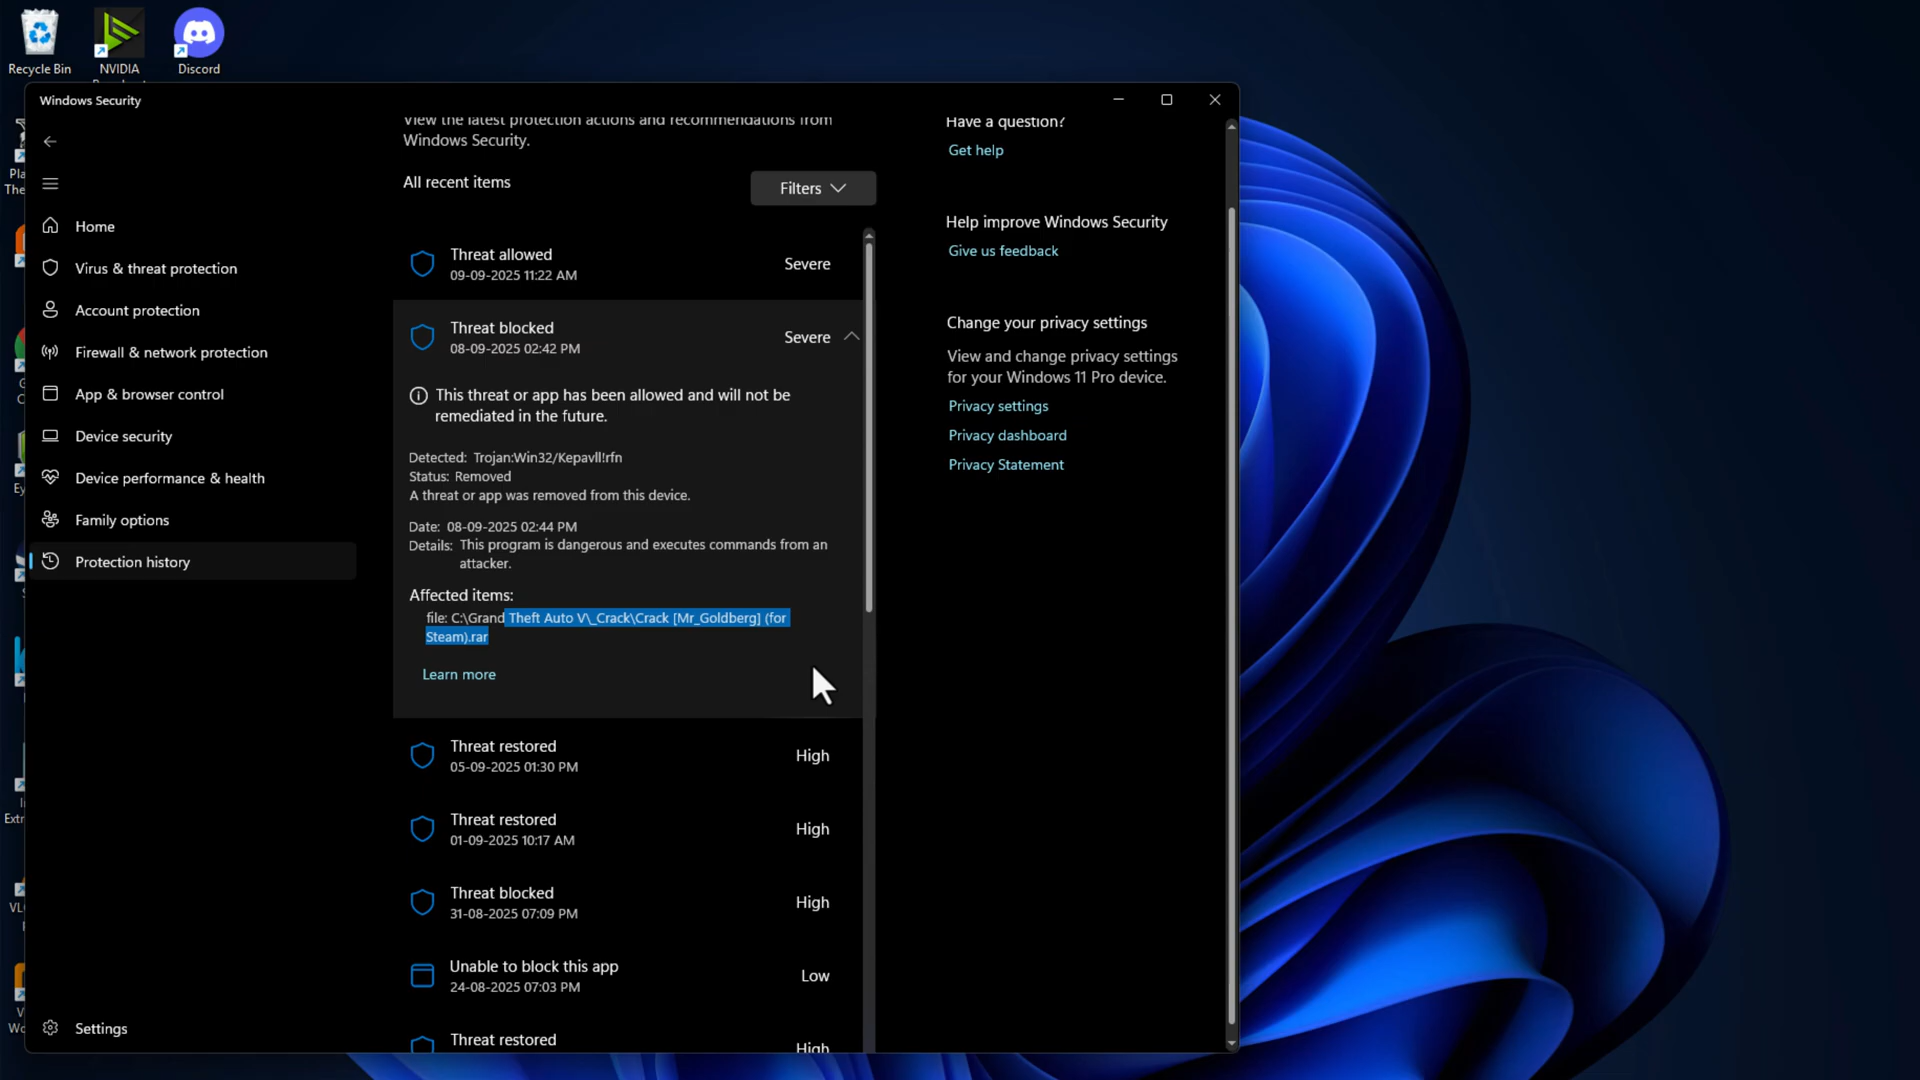 Recycle Bin
NVIDIA
Discord
Windows Security
View the latest protection actions and recommendations from
Windows Security.
All recent items
Filters
Home
Virus & threat protection
Account protection
Firewall & network protection
App & browser control
Device security
Device performance & health
Family options
Protection history
Settings
Threat allowed
09-09-2025 11:22 AM
Severe
Threat blocked
08-09-2025 02:42 PM
Severe
This threat or app has been allowed and will not be
remediated in the future.
Detected: Trojan:Win32/Kepavll!rfn
Status: Removed
A threat or app was removed from this device.
Date: 08-09-2025 02:44 PM
Details: This program is dangerous and executes commands from an
attacker.
Affected items:
file: C:\Grand Theft Auto V\_Crack\Crack [Mr_Goldberg] (for
Steam).rar
Learn more
Threat restored
05-09-2025 01:30 PM
High
Threat restored
01-09-2025 10:17 AM
High
Threat blocked
31-08-2025 07:09 PM
High
Unable to block this app
24-08-2025 07:03 PM
Low
Threat restored
High
Have a question?
Get help
Help improve Windows Security
Give us feedback
Change your privacy settings
View and change privacy settings
for your Windows 11 Pro device.
Privacy settings
Privacy dashboard
Privacy Statement